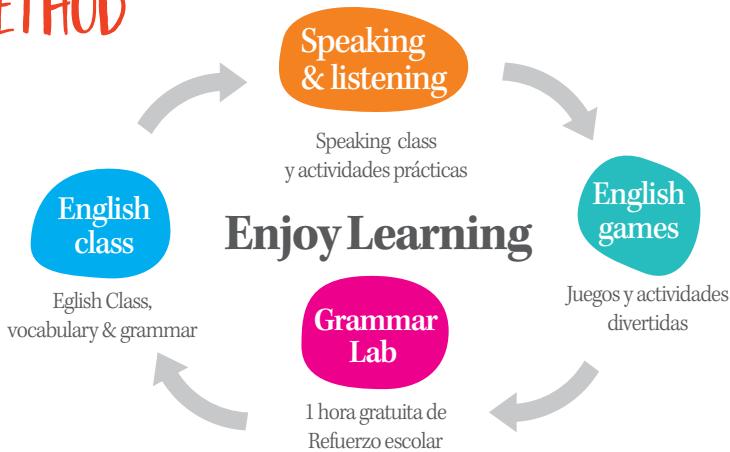 ETHOD
Speaking
& listening
Speaking class
y actividades prácticas
English
games
Juegos y actividades
divertidas
Enjoy Learning
English
class
Eglish Class,
vocabulary & grammar
Grammar
Lab
1 hora gratuita de
Refuerzo escolar